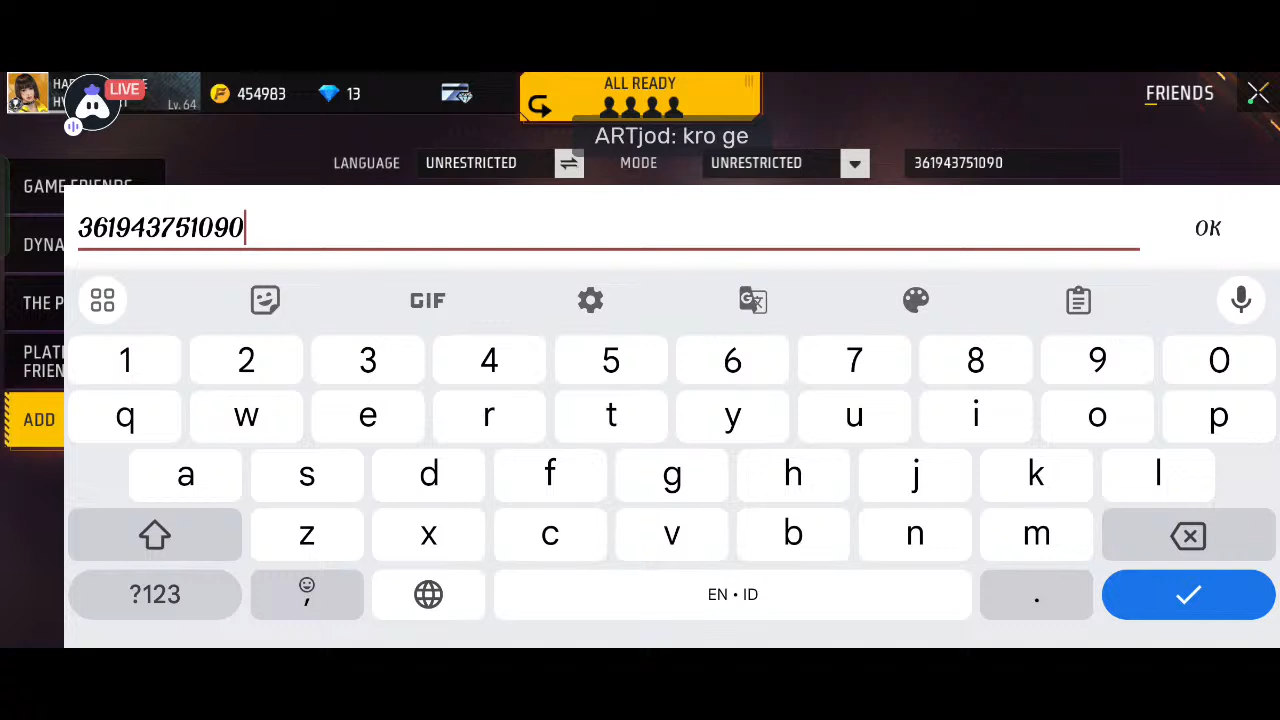 LIVE
Lv. 64
454983
13
ALL READY
FRIENDS
ARTjod: kro ge
LANGUAGE UNRESTRICTED MODE UNRESTRICTED 361943751090
GAME FRIENDS
DYNA
THE P
PLAT
FRIEN
ADD
361943751090 OK
GIF
1 2 3 4 5 6 7 8 9 0
q w e r t y u i o p
a s d f g h j k l
z x c v b n m
?123 , EN • ID .